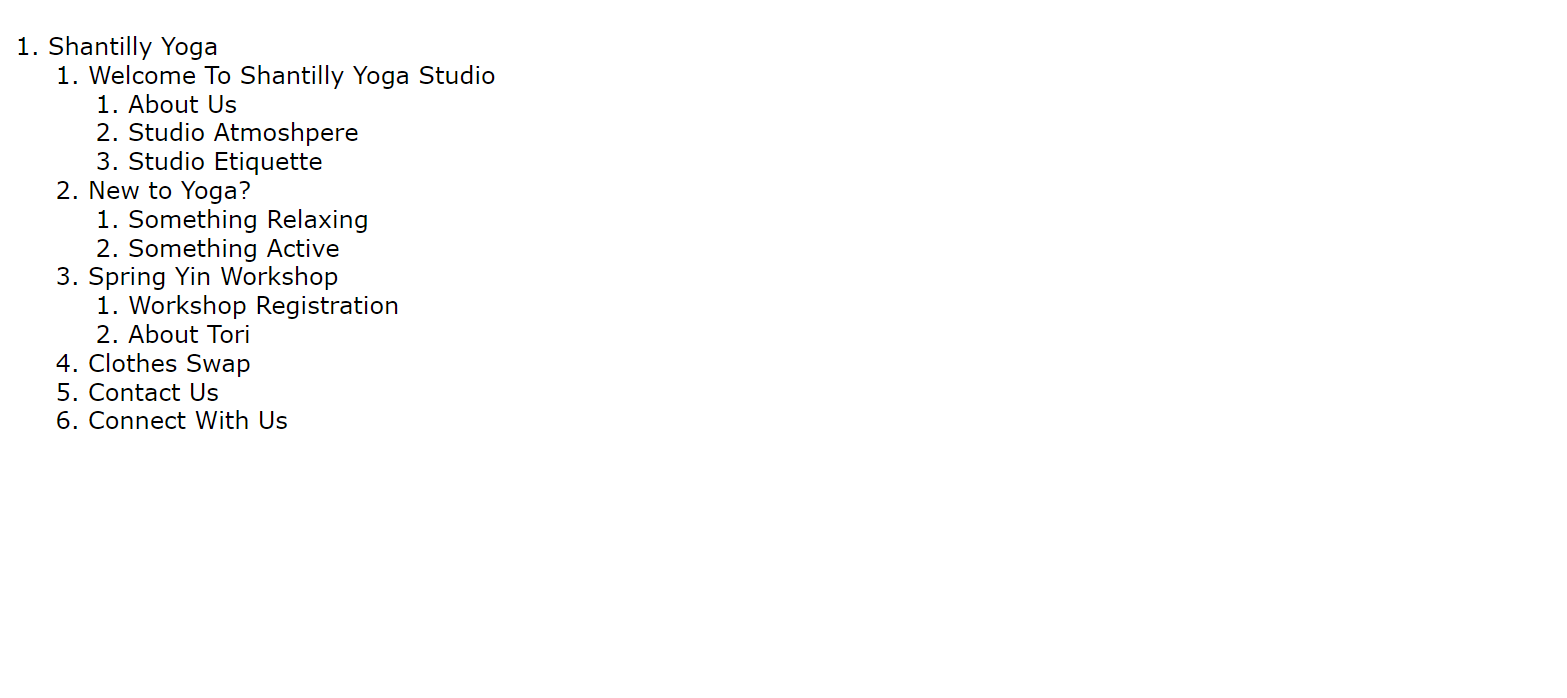 1. Shantilly Yoga
1. Welcome To Shantilly Yoga Studio
1. About Us
2. Studio Atmoshpere
3. Studio Etiquette
2. New to Yoga?
1. Something Relaxing
2. Something Active
3. Spring Yin Workshop
1. Workshop Registration
2. About Tori
4. Clothes Swap
5. Contact Us
6. Connect With Us